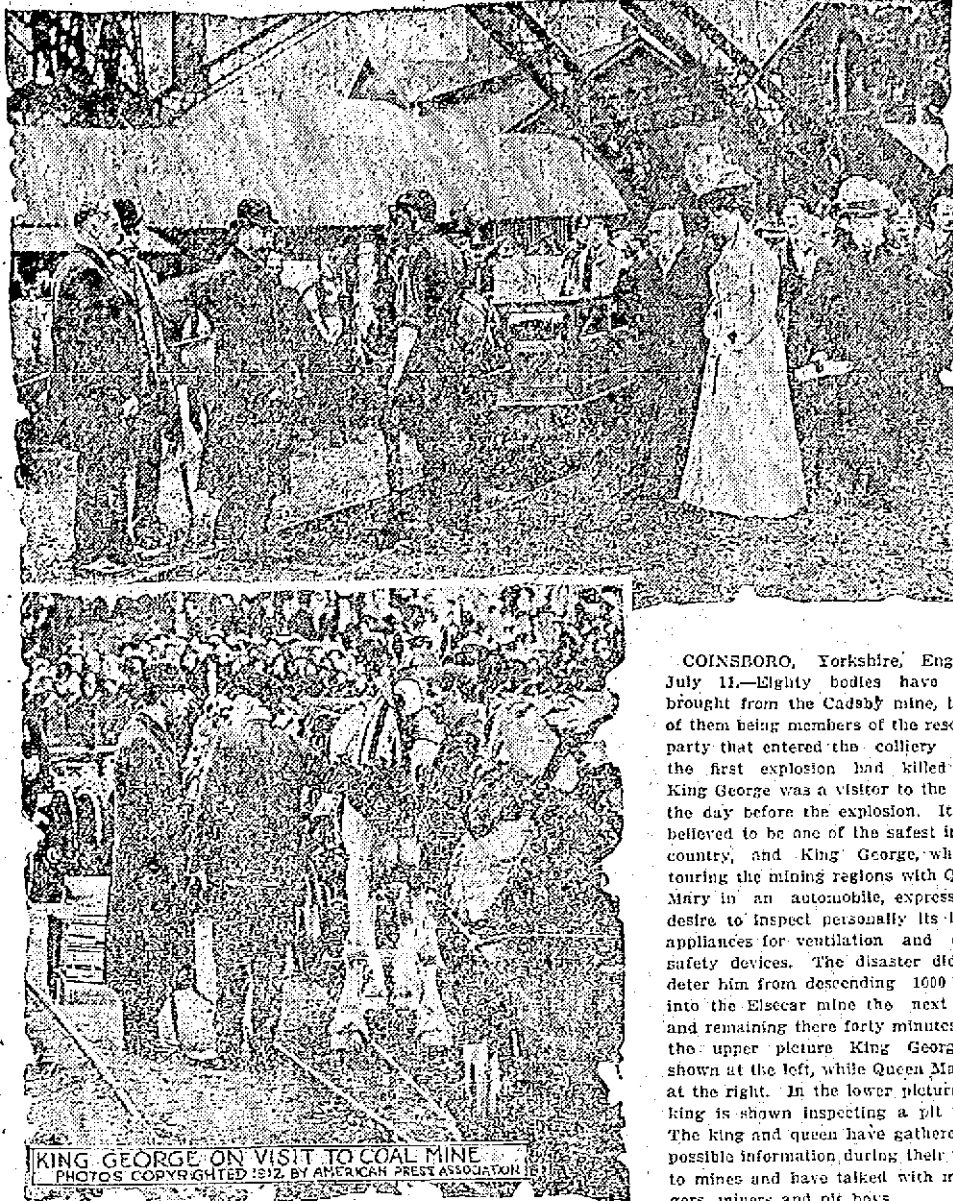 COINSBORO, Yorkshire, Eng
July 11.—Eighty bodies have
brought from the Cadsby mine, t
of them being members of the resc
party that entered the colliery
the first explosion had killed
King George was a visitor to the
the day before the explosion. It
believed to be one of the safest in
country, and King George, whi
touring the mining regions with Q
Mary in an automobile, express
desire to inspect personally its l
appliances for ventilation and
safety devices. The disaster did
deter him from descending 1000
into the Elsecar mine the next
and remaining there forty minutes
the upper picture King Georg
shown at the left, while Queen Ma
at the right. In the lower picture
king is shown inspecting a pit
The king and queen have gathere
possible information during their
to mines and have talked with m
gers, miners and pit boys
KING GEORGE ON VISIT TO COAL MINE
PHOTOS COPYRIGHTED 1912 BY AMERICAN PRESS ASSOCIATION